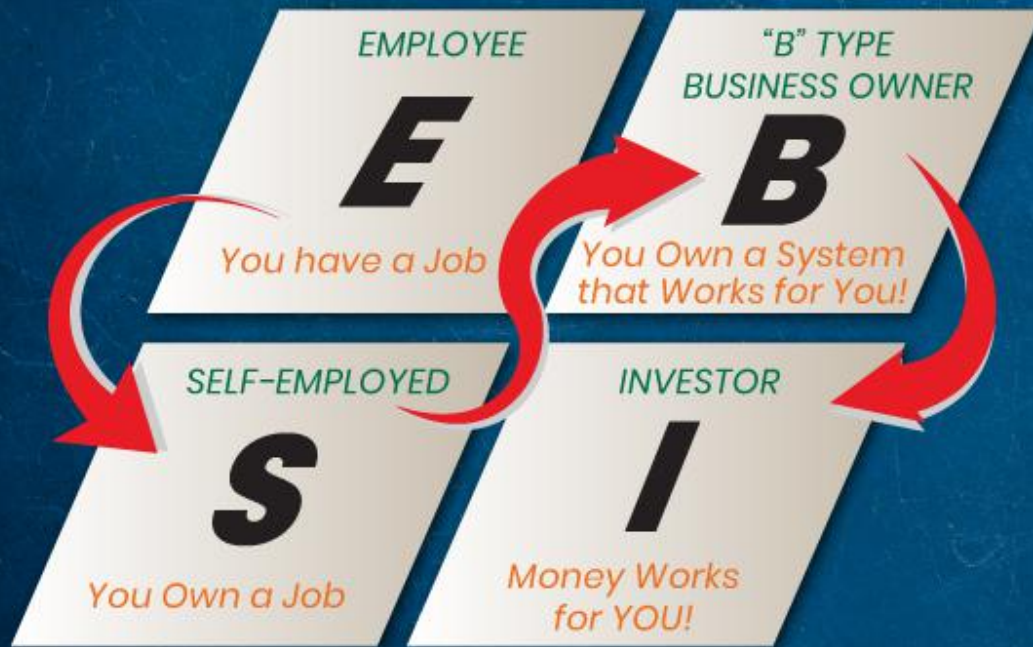 EMPLOYEE
E
You have a Job
“B” TYPE
BUSINESS OWNER
B
You Own a System
that Works for You!
SELF-EMPLOYED
S
You Own a Job
INVESTOR
I
Money Works
for YOU!